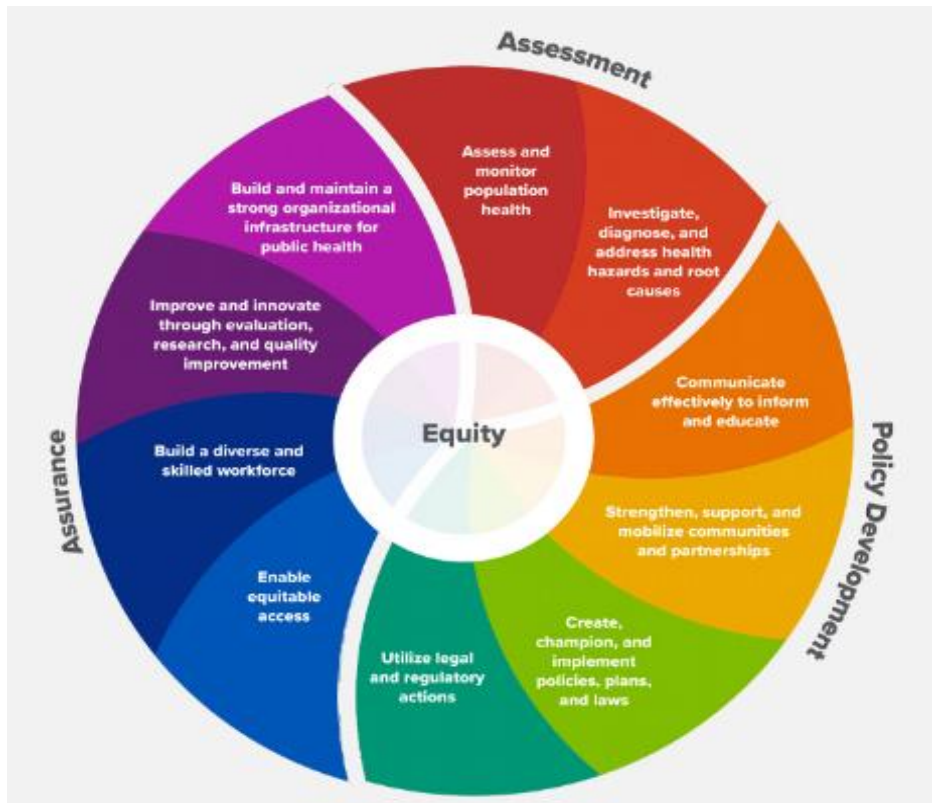 Assessment
Assess and
monitor
population
health
Investigate,
diagnose, and
address health
hazards and root
causes
Policy Development
Communicate
effectively to inform
and educate
Strengthen, support, and
mobilize communities
and partnerships
Create,
champion, and
implement
policies, plans,
and laws
Utilize legal
and regulatory
actions
Assurance
Enable
equitable
access
Build a diverse and
skilled workforce
Improve and innovate
through evaluation,
research, and quality
improvement
Build and maintain a
strong organizational
infrastructure for
public health
Equity